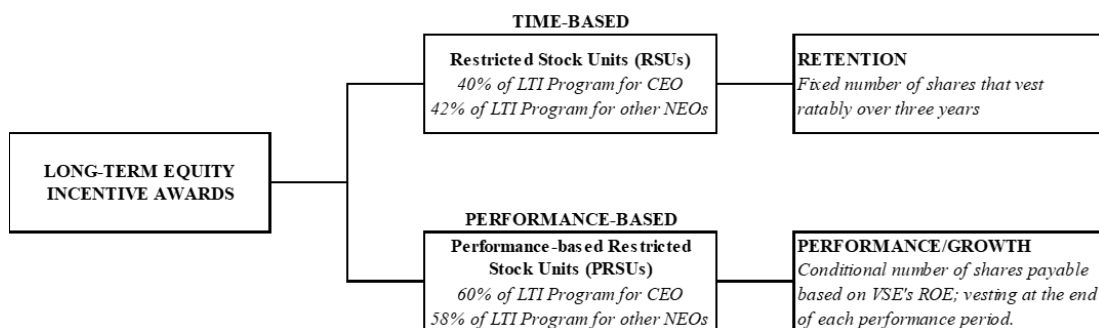 TIME-BASED
Restricted Stock Units (RSUs)
40% of LTI Program for CEO
42% of LTI Program for other NEOs
RETENTION
Fixed number of shares that vest
ratably over three years
LONG-TERM EQUITY
INCENTIVE AWARDS
PERFORMANCE-BASED
Performance-based Restricted
Stock Units (PRSUs)
60% of LTI Program for CEO
58% of LTI Program for other NEOs
PERFORMANCE/GROWTH
Conditional number of shares payable
based on VSE's ROE; vesting at the end
of each performance period.